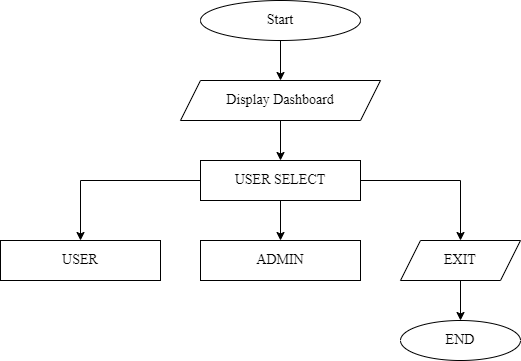 Start
Display Dashboard
USER SELECT
USER
ADMIN
EXIT
END